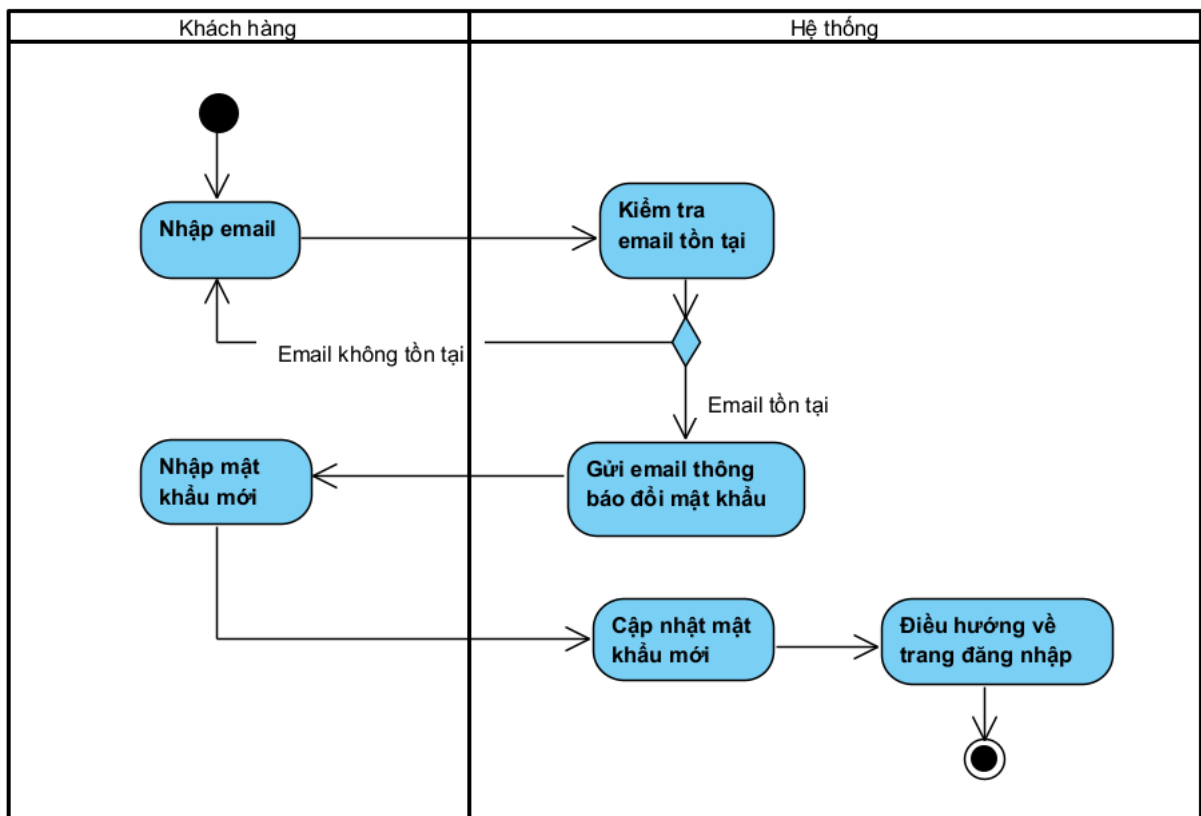 Khách hàng
Hệ thống
Nhập email
Kiểm tra
email tồn tại
Email không tồn tại
Email tồn tại
Nhập mật
khẩu mới
Gửi email thông
báo đổi mật khẩu
Cập nhật mật
khẩu mới
Điều hướng về
trang đăng nhập